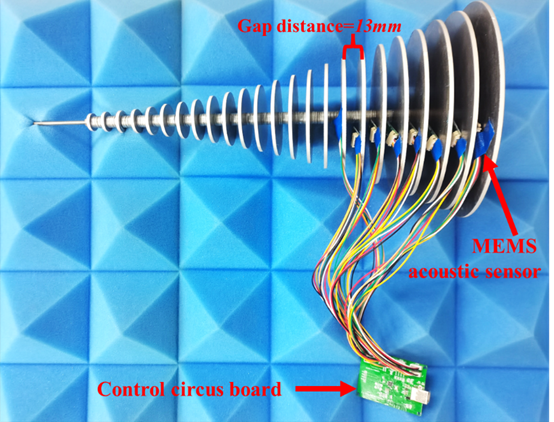 Gap distance=13mm
MEMS
acoustic sensor
Control circus board